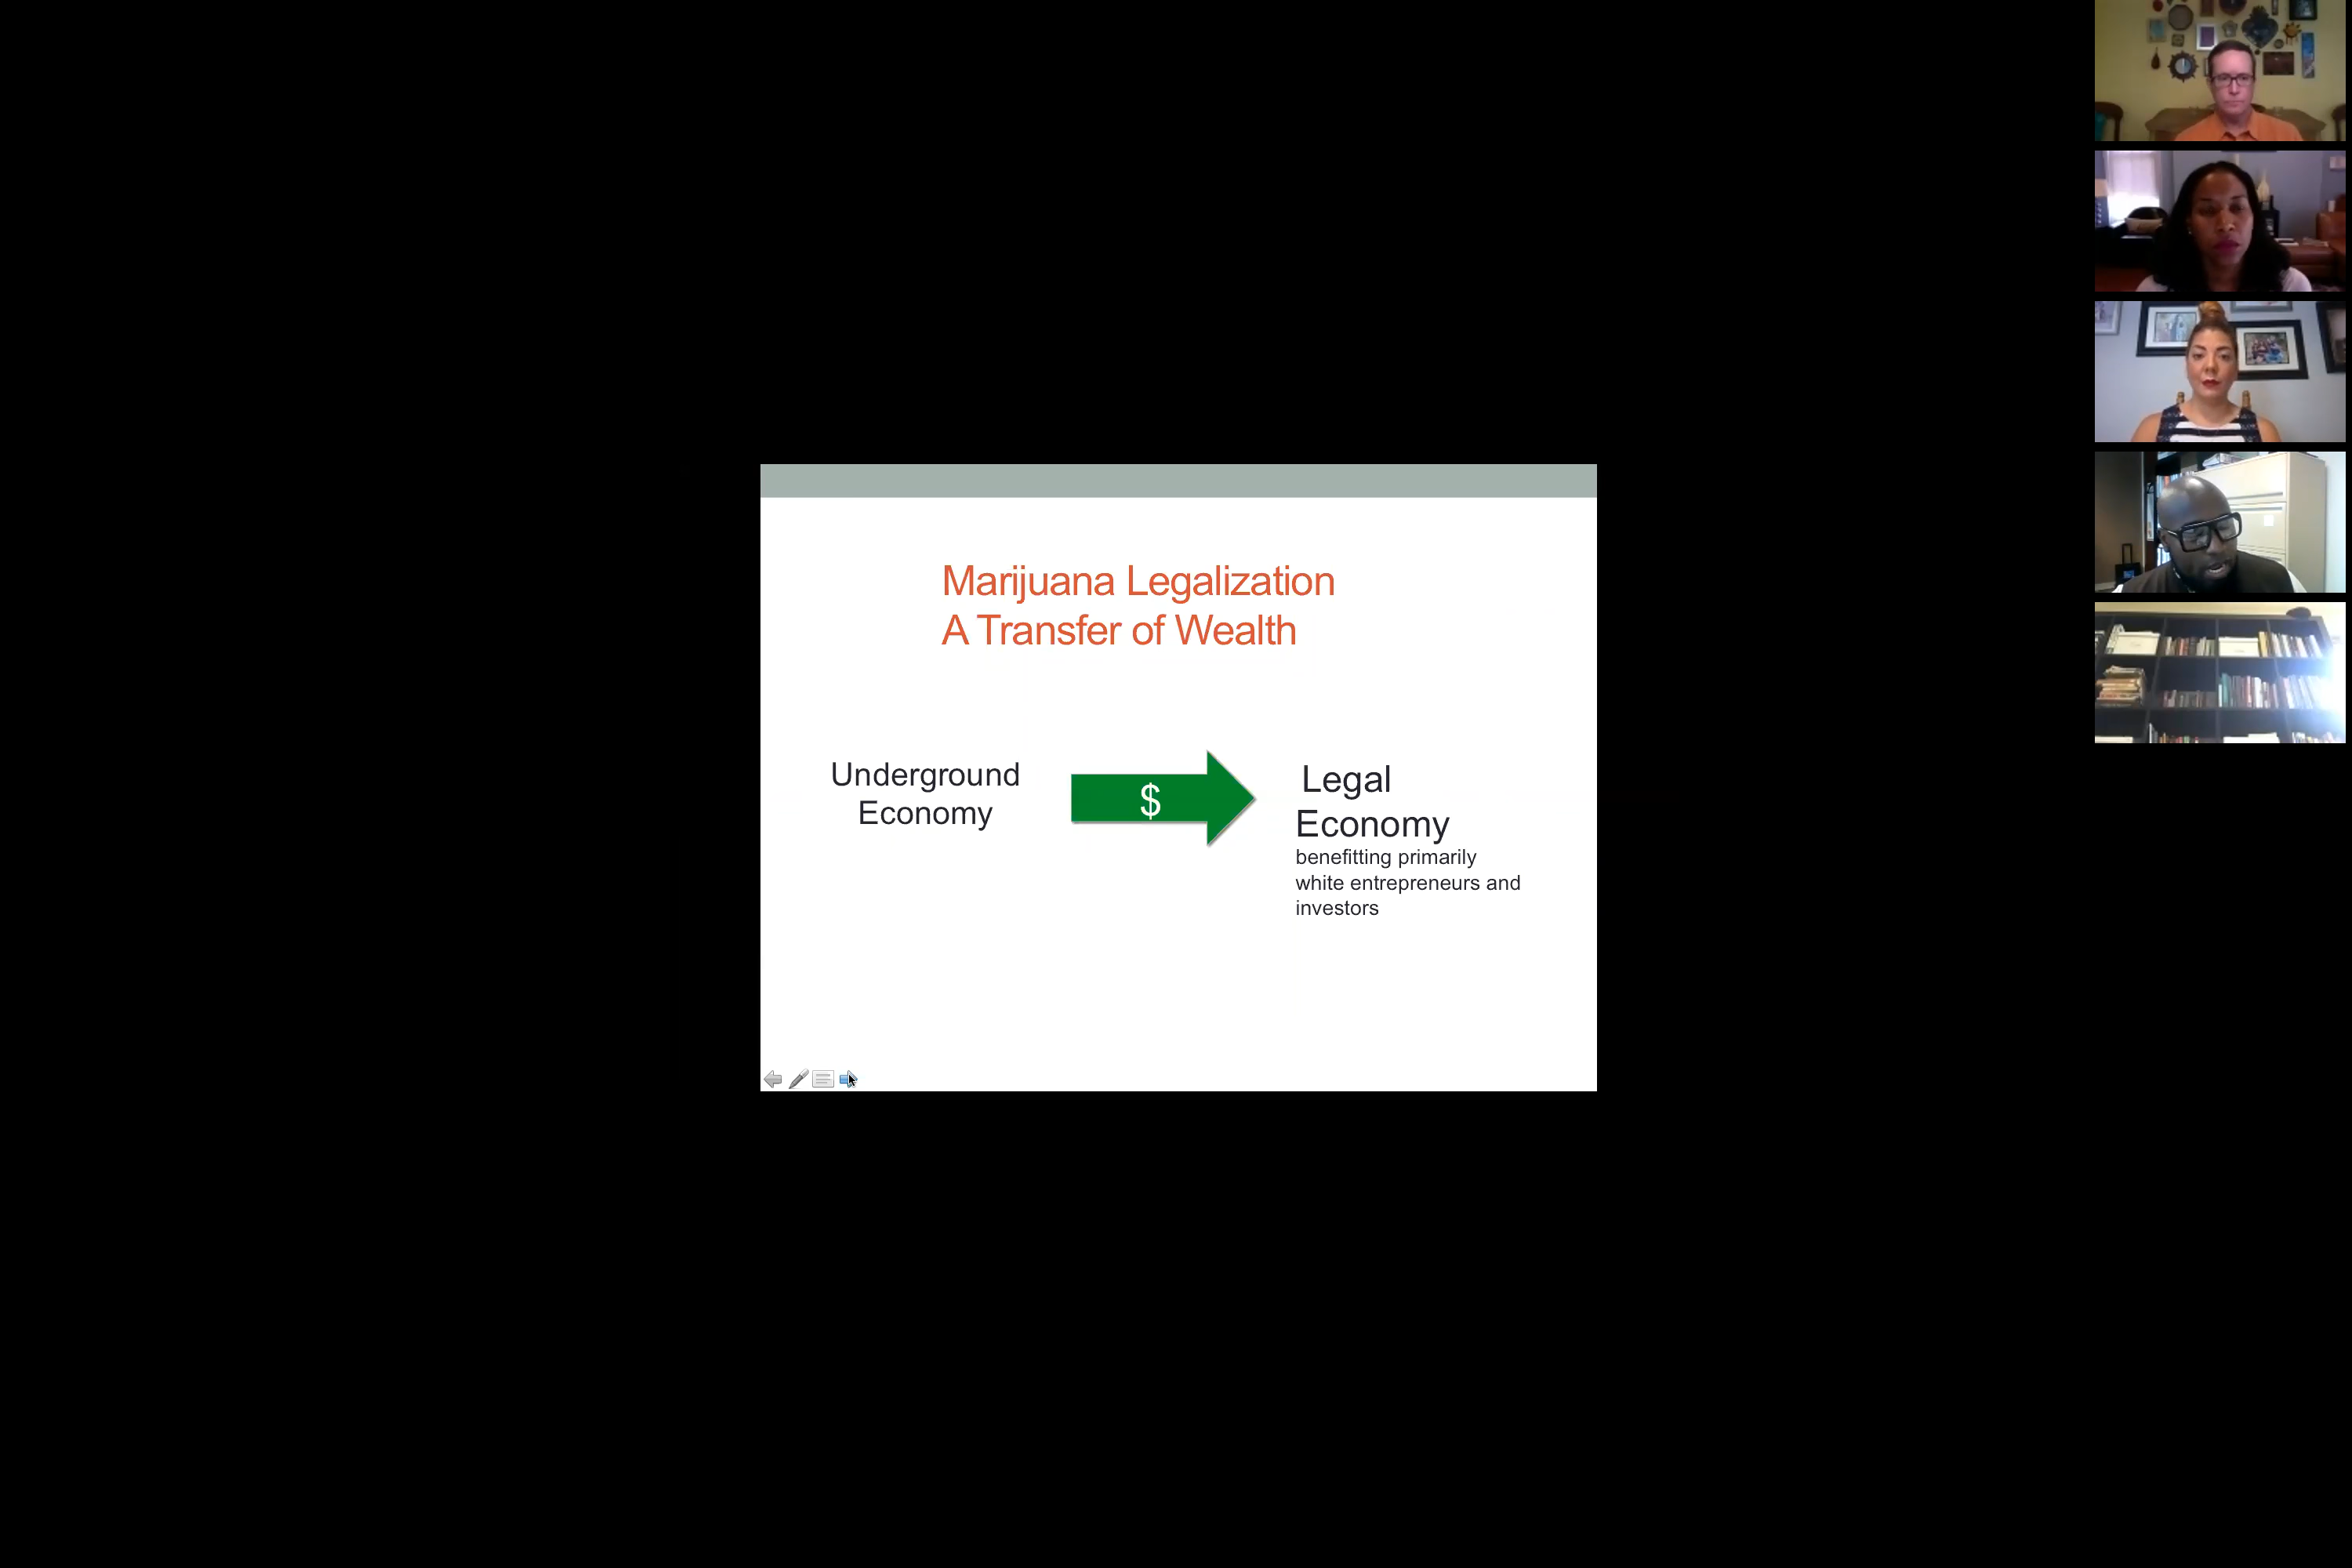 Marijuana Legalization
A Transfer of Wealth
Underground
Economy
$
Legal
Economy
benefitting primarily
white entrepreneurs and
investors